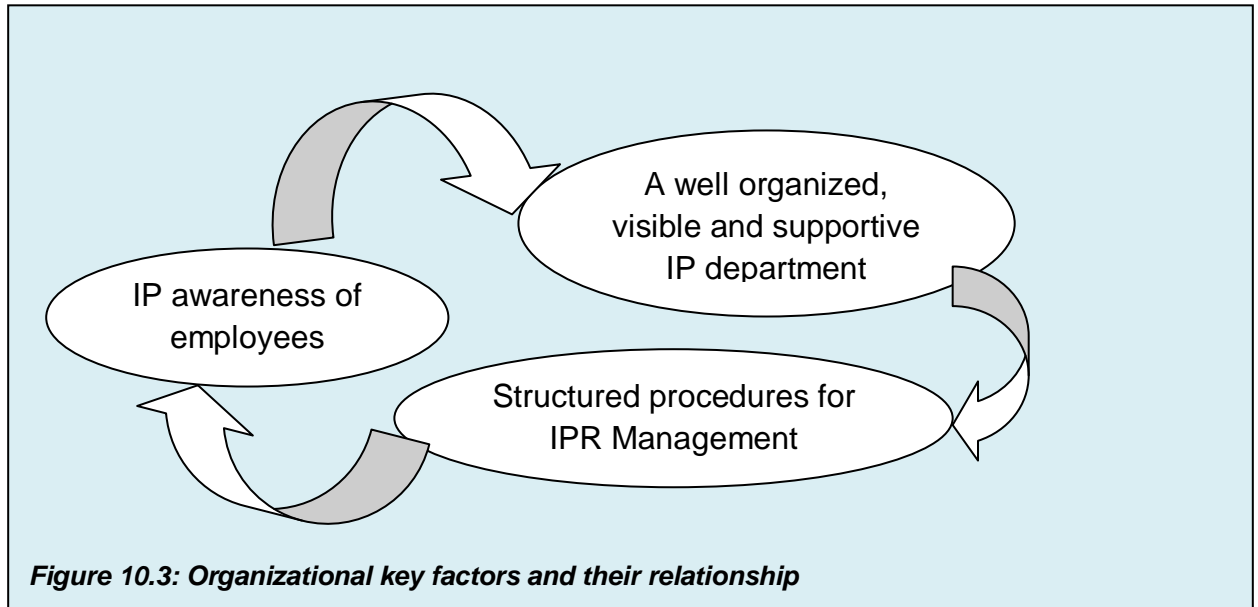 A well organized,
visible and supportive
IP department
IP awareness of
employees
Structured procedures for
IPR Management
Figure 10.3: Organizational key factors and their relationship